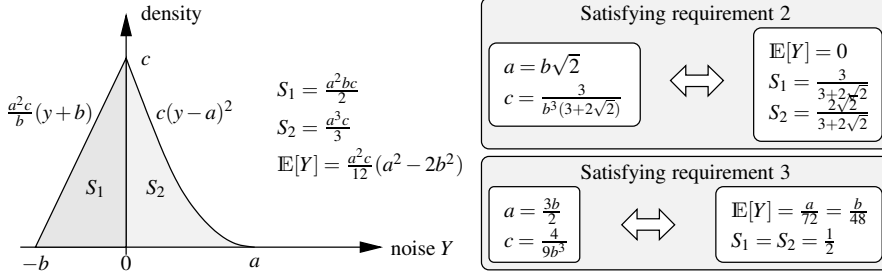 density
c
a²c/b (y+b)
c(y−a)²
S₁
S₂
−b
0
a
noise Y
S₁ = a²bc/2
S₂ = a³c/3
𝔼[Y] = a²c/12 (a² − 2b²)
Satisfying requirement 2
a = b√2
c = 3/(b³(3+2√2))
𝔼[Y] = 0
S₁ = 3/(3+2√2)
S₂ = 2√2/(3+2√2)
Satisfying requirement 3
a = 3b/2
c = 4/(9b³)
𝔼[Y] = a/72 = b/48
S₁ = S₂ = 1/2